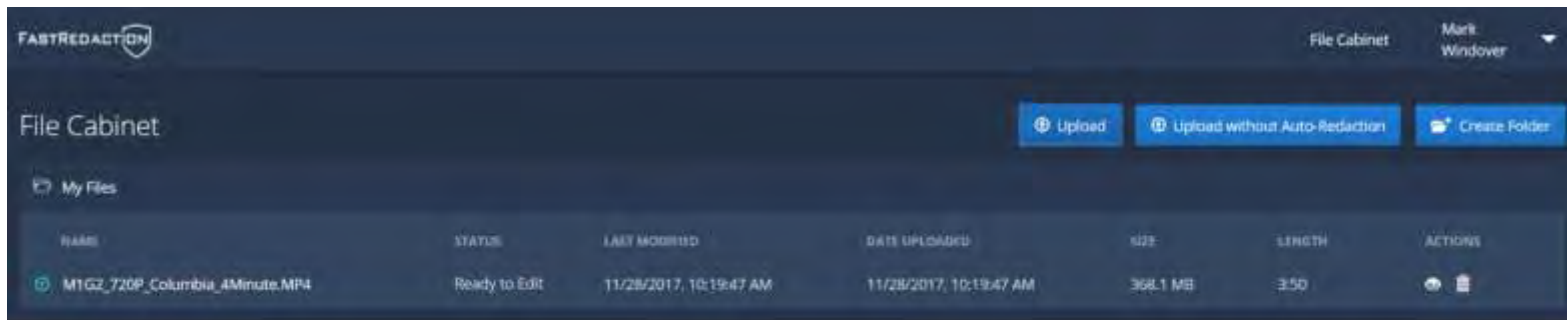 FASTREDACTION
File Cabinet
Mark
Windover
File Cabinet
Upload
Upload without Auto-Redaction
Create Folder
My Files
NAME STATUS LAST MODIFIED DATE UPLOADED SIZE LENGTH ACTIONS
M1G2_720P_Columbia_4Minute.MP4 Ready to Edit 11/28/2017, 10:19:47 AM 11/28/2017, 10:19:47 AM 368.1 MB 3:50